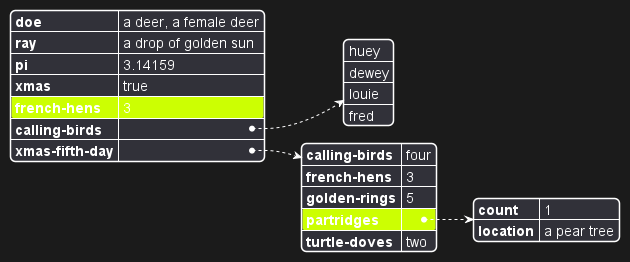 doe a deer, a female deer
ray a drop of golden sun
pi 3.14159
xmas true
french-hens 3
calling-birds
xmas-fifth-day
huey
dewey
louie
fred
calling-birds four
french-hens 3
golden-rings 5
partridges
turtle-doves two
count 1
location a pear tree